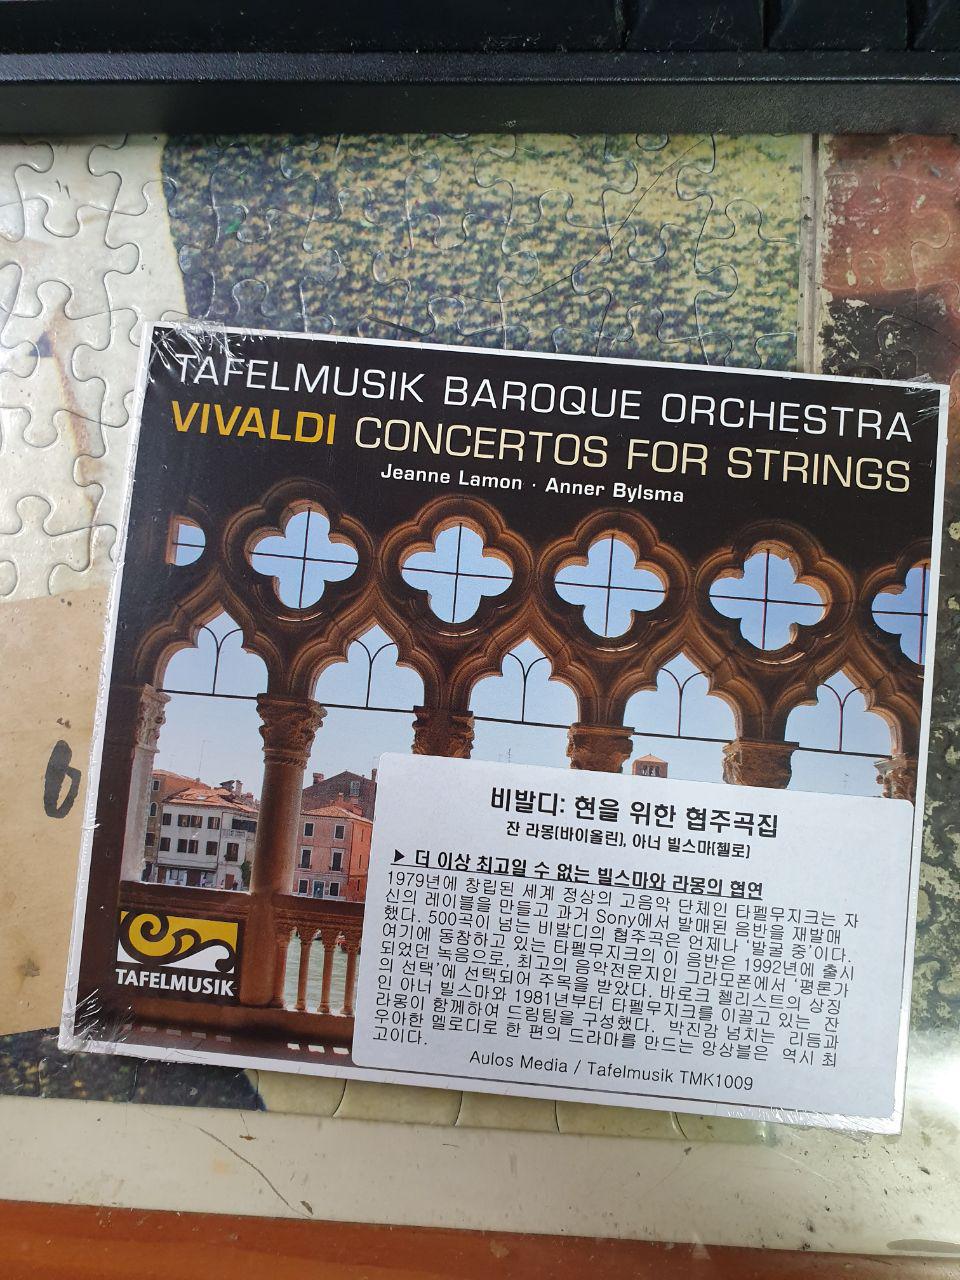 TAFELMUSIK BAROQUE ORCHESTRA
VIVALDI CONCERTOS FOR STRINGS
Jeanne Lamon · Anner Bylsma
비발디: 현을 위한 협주곡집
잔 라몽(바이올린), 아너 빌스마(첼로)
▶ 더 이상 최고일 수 없는 빌스마와 라몽의 협연
1979년에 창립된 세계 정상의 고음악 단체인 타펠무지크는 자
신의 레이블을 만들고 과거 Sony에서 발매된 음반을 재발매
했다. 500곡이 넘는 비발디의 협주곡은 언제나 ‘발굴 중’이다.
여기에 동참하고 있는 타펠무지크의 이 음반은 1992년에 출시
되었던 녹음으로, 최고의 음악전문지인 그라모폰에서 ‘평론가
의 선택’에 선택되어 주목을 받았다. 바로크 첼리스트의 상징
인 아너 빌스마와 1981년부터 타펠무지크를 이끌고 있는 잔
라몽이 함께하여 드림팀을 구성했다. 박진감 넘치는 리듬과
우아한 멜로디로 한 편의 드라마를 만드는 앙상블은 역시 최
고이다.
Aulos Media / Tafelmusik TMK1009
TAFELMUSIK